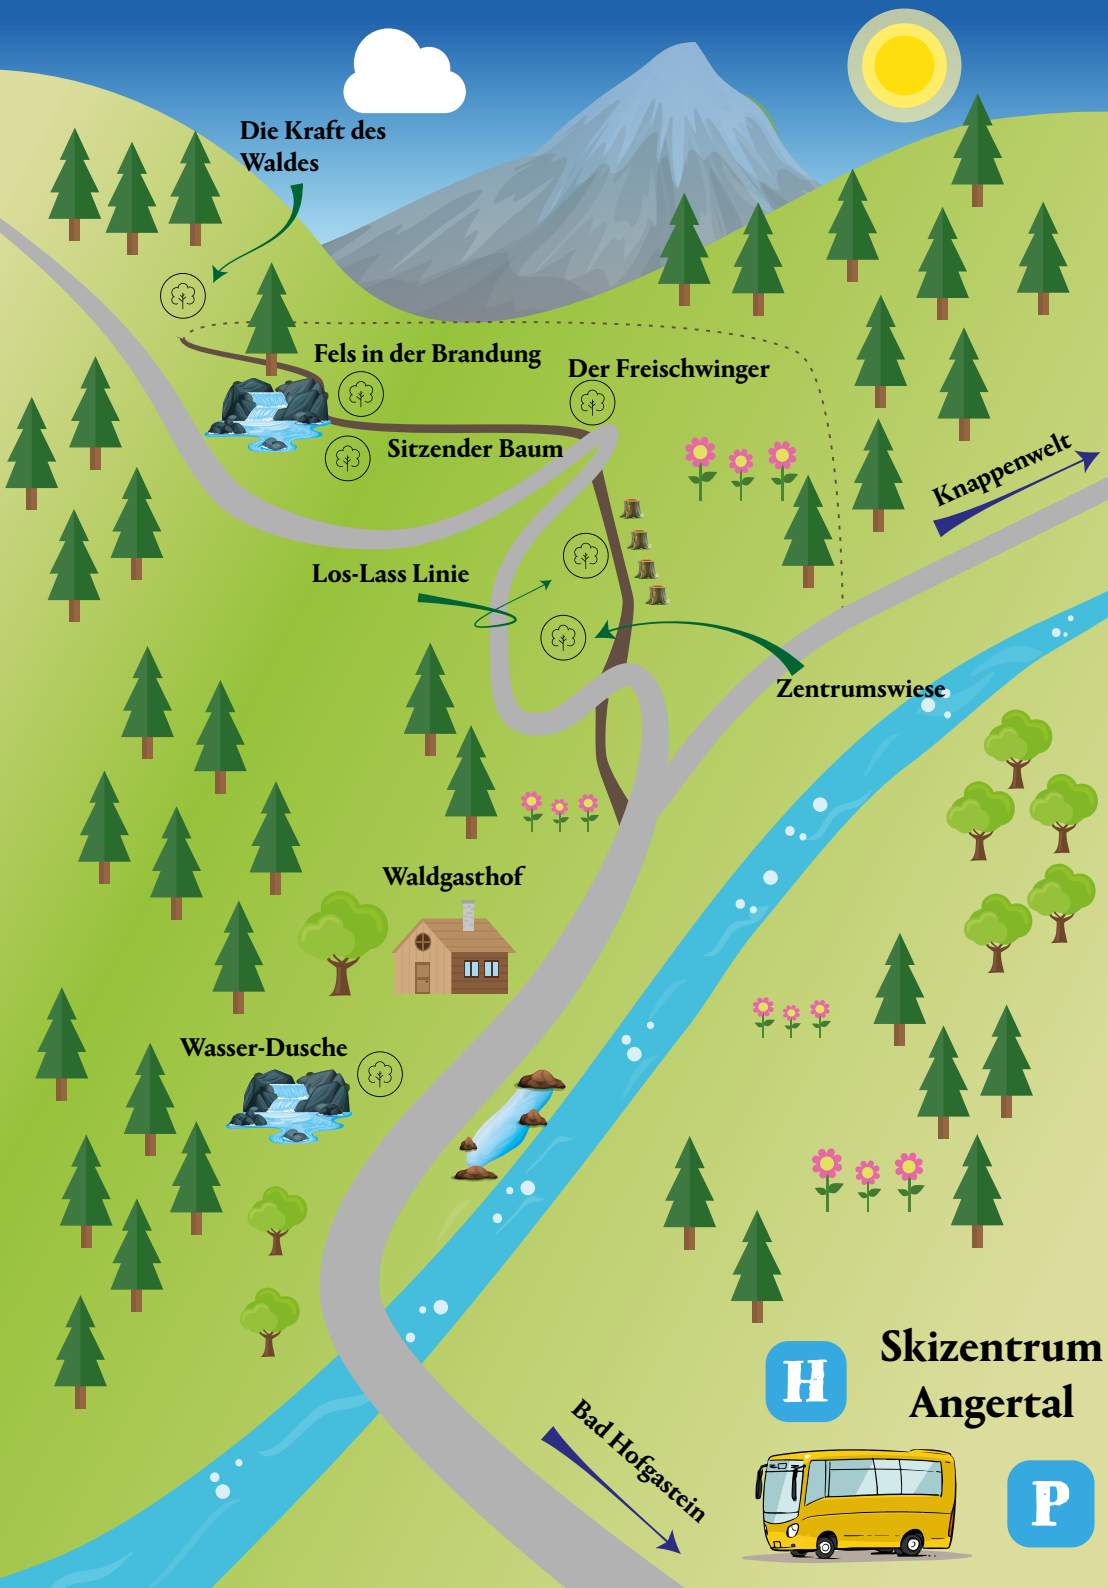 Die Kraft des
Waldes
Fels in der Brandung
Der Freischwinger
Sitzender Baum
Knappenwelt
Los-Lass Linie
Zentrumswiese
Waldgasthof
Wasser-Dusche
Skizentrum
Angertal
H
Bad Hofgastein
P